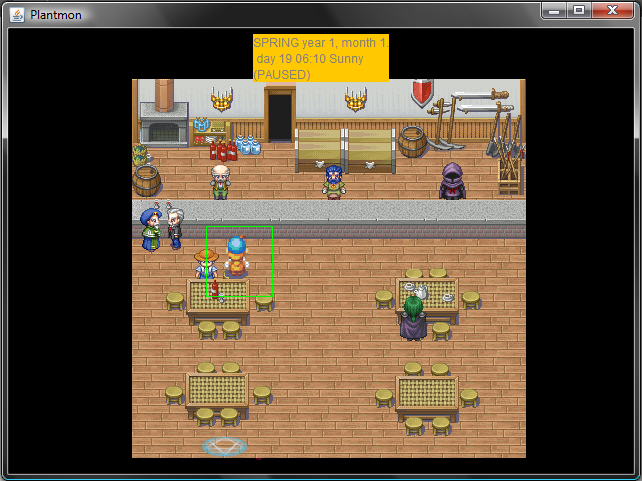 Plantmon
SPRING year 1, month 1.
day 19 06:10 Sunny
(PAUSED)